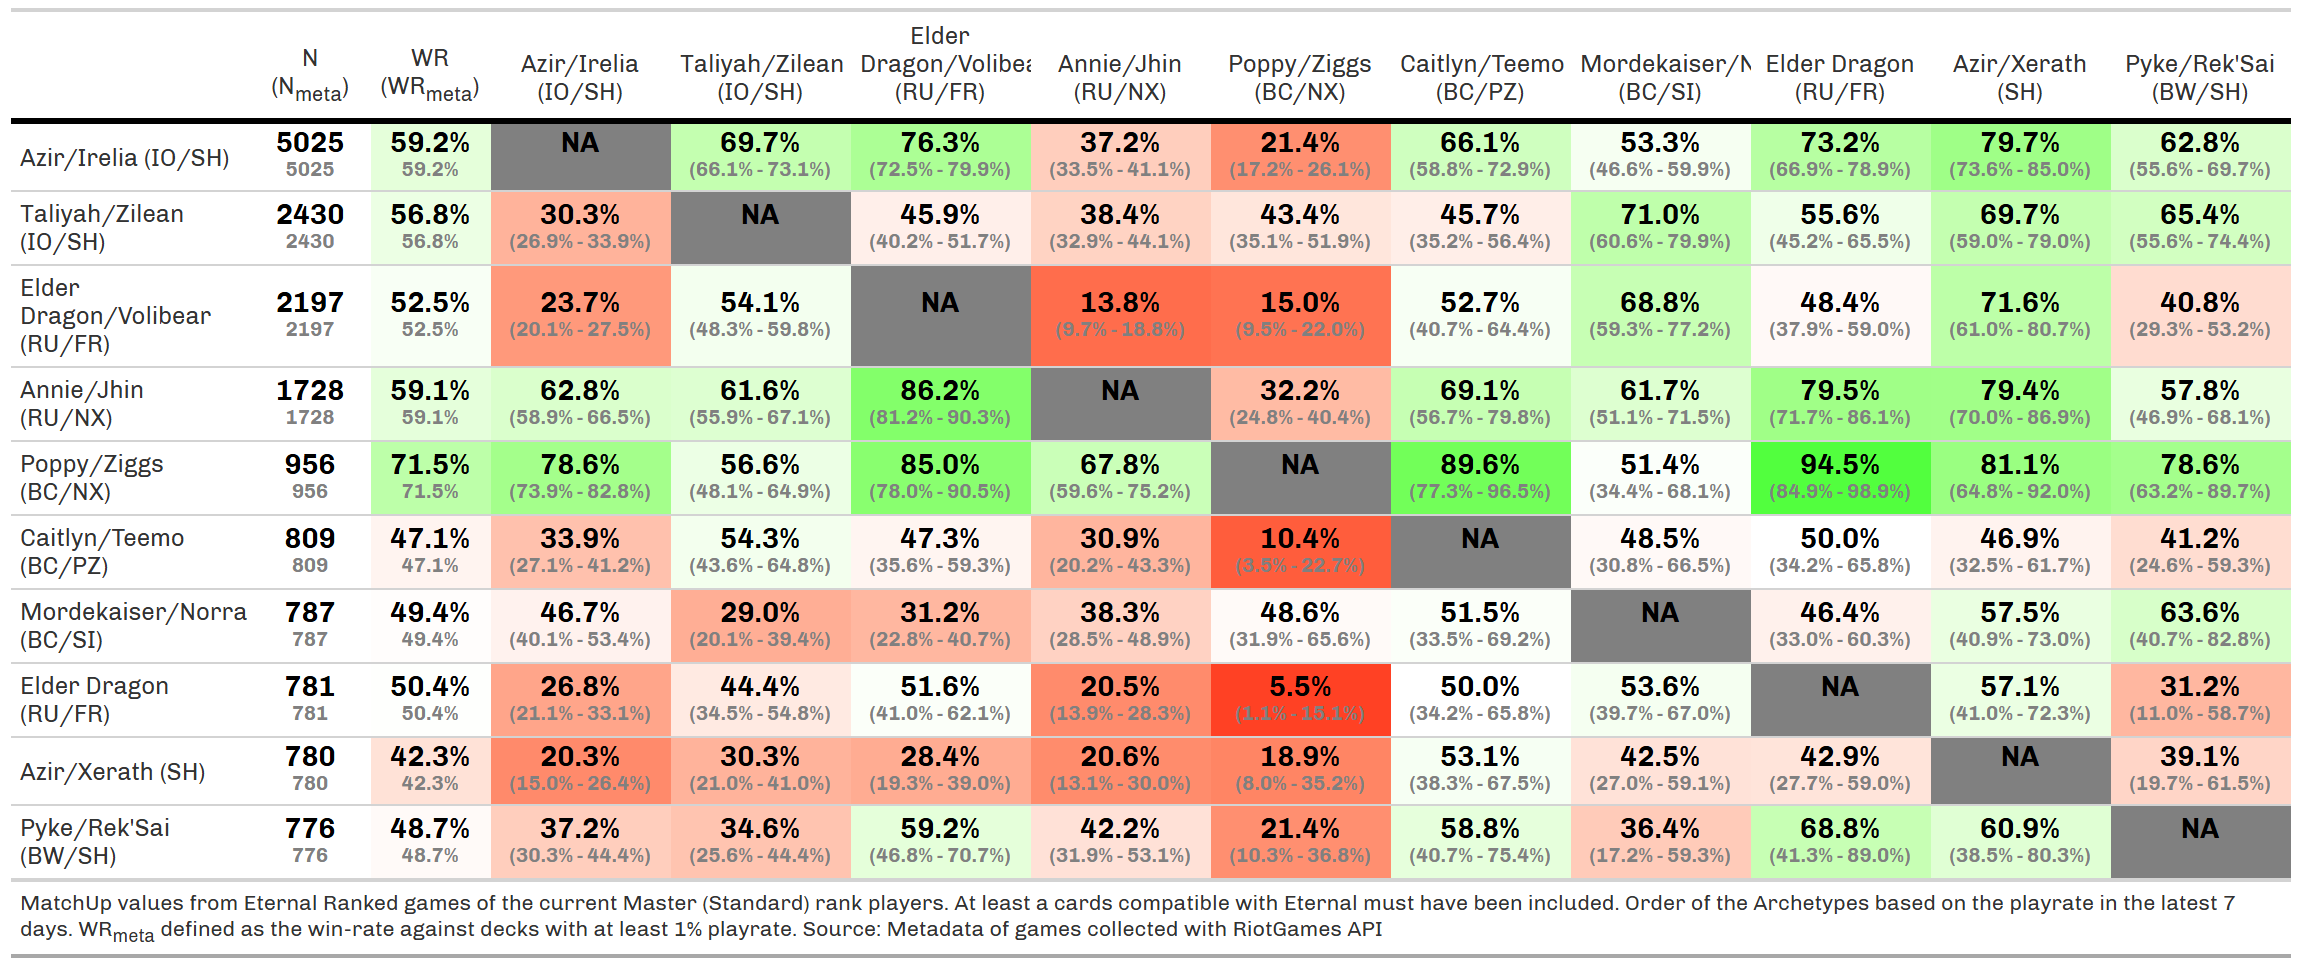 N (N_meta) WR (WR_meta) Azir/Irelia (IO/SH) Taliyah/Zilean (IO/SH) Elder Dragon/Volibea (RU/FR) Annie/Jhin (RU/NX) Poppy/Ziggs (BC/NX) Caitlyn/Teemo (BC/PZ) Mordekaiser/N (BC/SI) Elder Dragon (RU/FR) Azir/Xerath (SH) Pyke/Rek'Sai (BW/SH)
Azir/Irelia (IO/SH) 5025 59.2% NA 69.7% 76.3% 37.2% 21.4% 66.1% 53.3% 73.2% 79.7% 62.8%
5025 59.2% (66.1% - 73.1%) (72.5% - 79.9%) (33.5% - 41.1%) (17.2% - 26.1%) (58.8% - 72.9%) (46.6% - 59.9%) (66.9% - 78.9%) (73.6% - 85.0%) (55.6% - 69.7%)
Taliyah/Zilean 2430 56.8% 30.3% NA 45.9% 38.4% 43.4% 45.7% 71.0% 55.6% 69.7% 65.4%
(IO/SH) 2430 56.8% (26.9% - 33.9%) (40.2% - 51.7%) (32.9% - 44.1%) (35.1% - 51.9%) (35.2% - 56.4%) (60.6% - 79.9%) (45.2% - 65.5%) (59.0% - 79.0%) (55.6% - 74.4%)
Elder
Dragon/Volibear 2197 52.5% 23.7% 54.1% NA 13.8% 15.0% 52.7% 68.8% 48.4% 71.6% 40.8%
(RU/FR) 2197 52.5% (20.1% - 27.5%) (48.3% - 59.8%) (9.7% - 18.8%) (9.5% - 22.0%) (40.7% - 64.4%) (59.3% - 77.2%) (37.9% - 59.0%) (61.0% - 80.7%) (29.3% - 53.2%)
Annie/Jhin 1728 59.1% 62.8% 61.6% 86.2% NA 32.2% 69.1% 61.7% 79.5% 79.4% 57.8%
(RU/NX) 1728 59.1% (58.9% - 66.5%) (55.9% - 67.1%) (81.2% - 90.3%) (24.8% - 40.4%) (56.7% - 79.8%) (51.1% - 71.5%) (71.7% - 86.1%) (70.0% - 86.9%) (46.9% - 68.1%)
Poppy/Ziggs 956 71.5% 78.6% 56.6% 85.0% 67.8% NA 89.6% 51.4% 94.5% 81.1% 78.6%
(BC/NX) 956 71.5% (73.9% - 82.8%) (48.1% - 64.9%) (78.0% - 90.5%) (59.6% - 75.2%) (77.3% - 96.5%) (34.4% - 68.1%) (84.9% - 98.9%) (64.8% - 92.0%) (63.2% - 89.7%)
Caitlyn/Teemo 809 47.1% 33.9% 54.3% 47.3% 30.9% 10.4% NA 48.5% 50.0% 46.9% 41.2%
(BC/PZ) 809 47.1% (27.1% - 41.2%) (43.6% - 64.8%) (35.6% - 59.3%) (20.2% - 43.3%) (3.5% - 22.7%) (30.8% - 66.5%) (34.2% - 65.8%) (32.5% - 61.7%) (24.6% - 59.3%)
Mordekaiser/Norra 787 49.4% 46.7% 29.0% 31.2% 38.3% 48.6% 51.5% NA 46.4% 57.5% 63.6%
(BC/SI) 787 49.4% (40.1% - 53.4%) (20.1% - 39.4%) (22.8% - 40.7%) (28.5% - 48.9%) (31.9% - 65.6%) (33.5% - 69.2%) (33.0% - 60.3%) (40.9% - 73.0%) (40.7% - 82.8%)
Elder Dragon 781 50.4% 26.8% 44.4% 51.6% 20.5% 5.5% 50.0% 53.6% NA 57.1% 31.2%
(RU/FR) 781 50.4% (21.1% - 33.1%) (34.5% - 54.8%) (41.0% - 62.1%) (13.9% - 28.3%) (1.1% - 15.1%) (34.2% - 65.8%) (39.7% - 67.0%) (41.0% - 72.3%) (11.0% - 58.7%)
Azir/Xerath (SH) 780 42.3% 20.3% 30.3% 28.4% 20.6% 18.9% 53.1% 42.5% 42.9% NA 39.1%
780 42.3% (15.0% - 26.4%) (21.0% - 41.0%) (19.3% - 39.0%) (13.1% - 30.0%) (8.0% - 35.2%) (38.3% - 67.5%) (27.0% - 59.1%) (27.7% - 59.0%) (19.7% - 61.5%)
Pyke/Rek'Sai 776 48.7% 37.2% 34.6% 59.2% 42.2% 21.4% 58.8% 36.4% 68.8% 60.9% NA
(BW/SH) 776 48.7% (30.3% - 44.4%) (25.6% - 44.4%) (46.8% - 70.7%) (31.9% - 53.1%) (10.3% - 36.8%) (40.7% - 75.4%) (17.2% - 59.3%) (41.3% - 89.0%) (38.5% - 80.3%)
MatchUp values from Eternal Ranked games of the current Master (Standard) rank players. At least a cards compatible with Eternal must have been included. Order of the Archetypes based on the playrate in the latest 7
days. WR_meta defined as the win-rate against decks with at least 1% playrate. Source: Metadata of games collected with RiotGames API